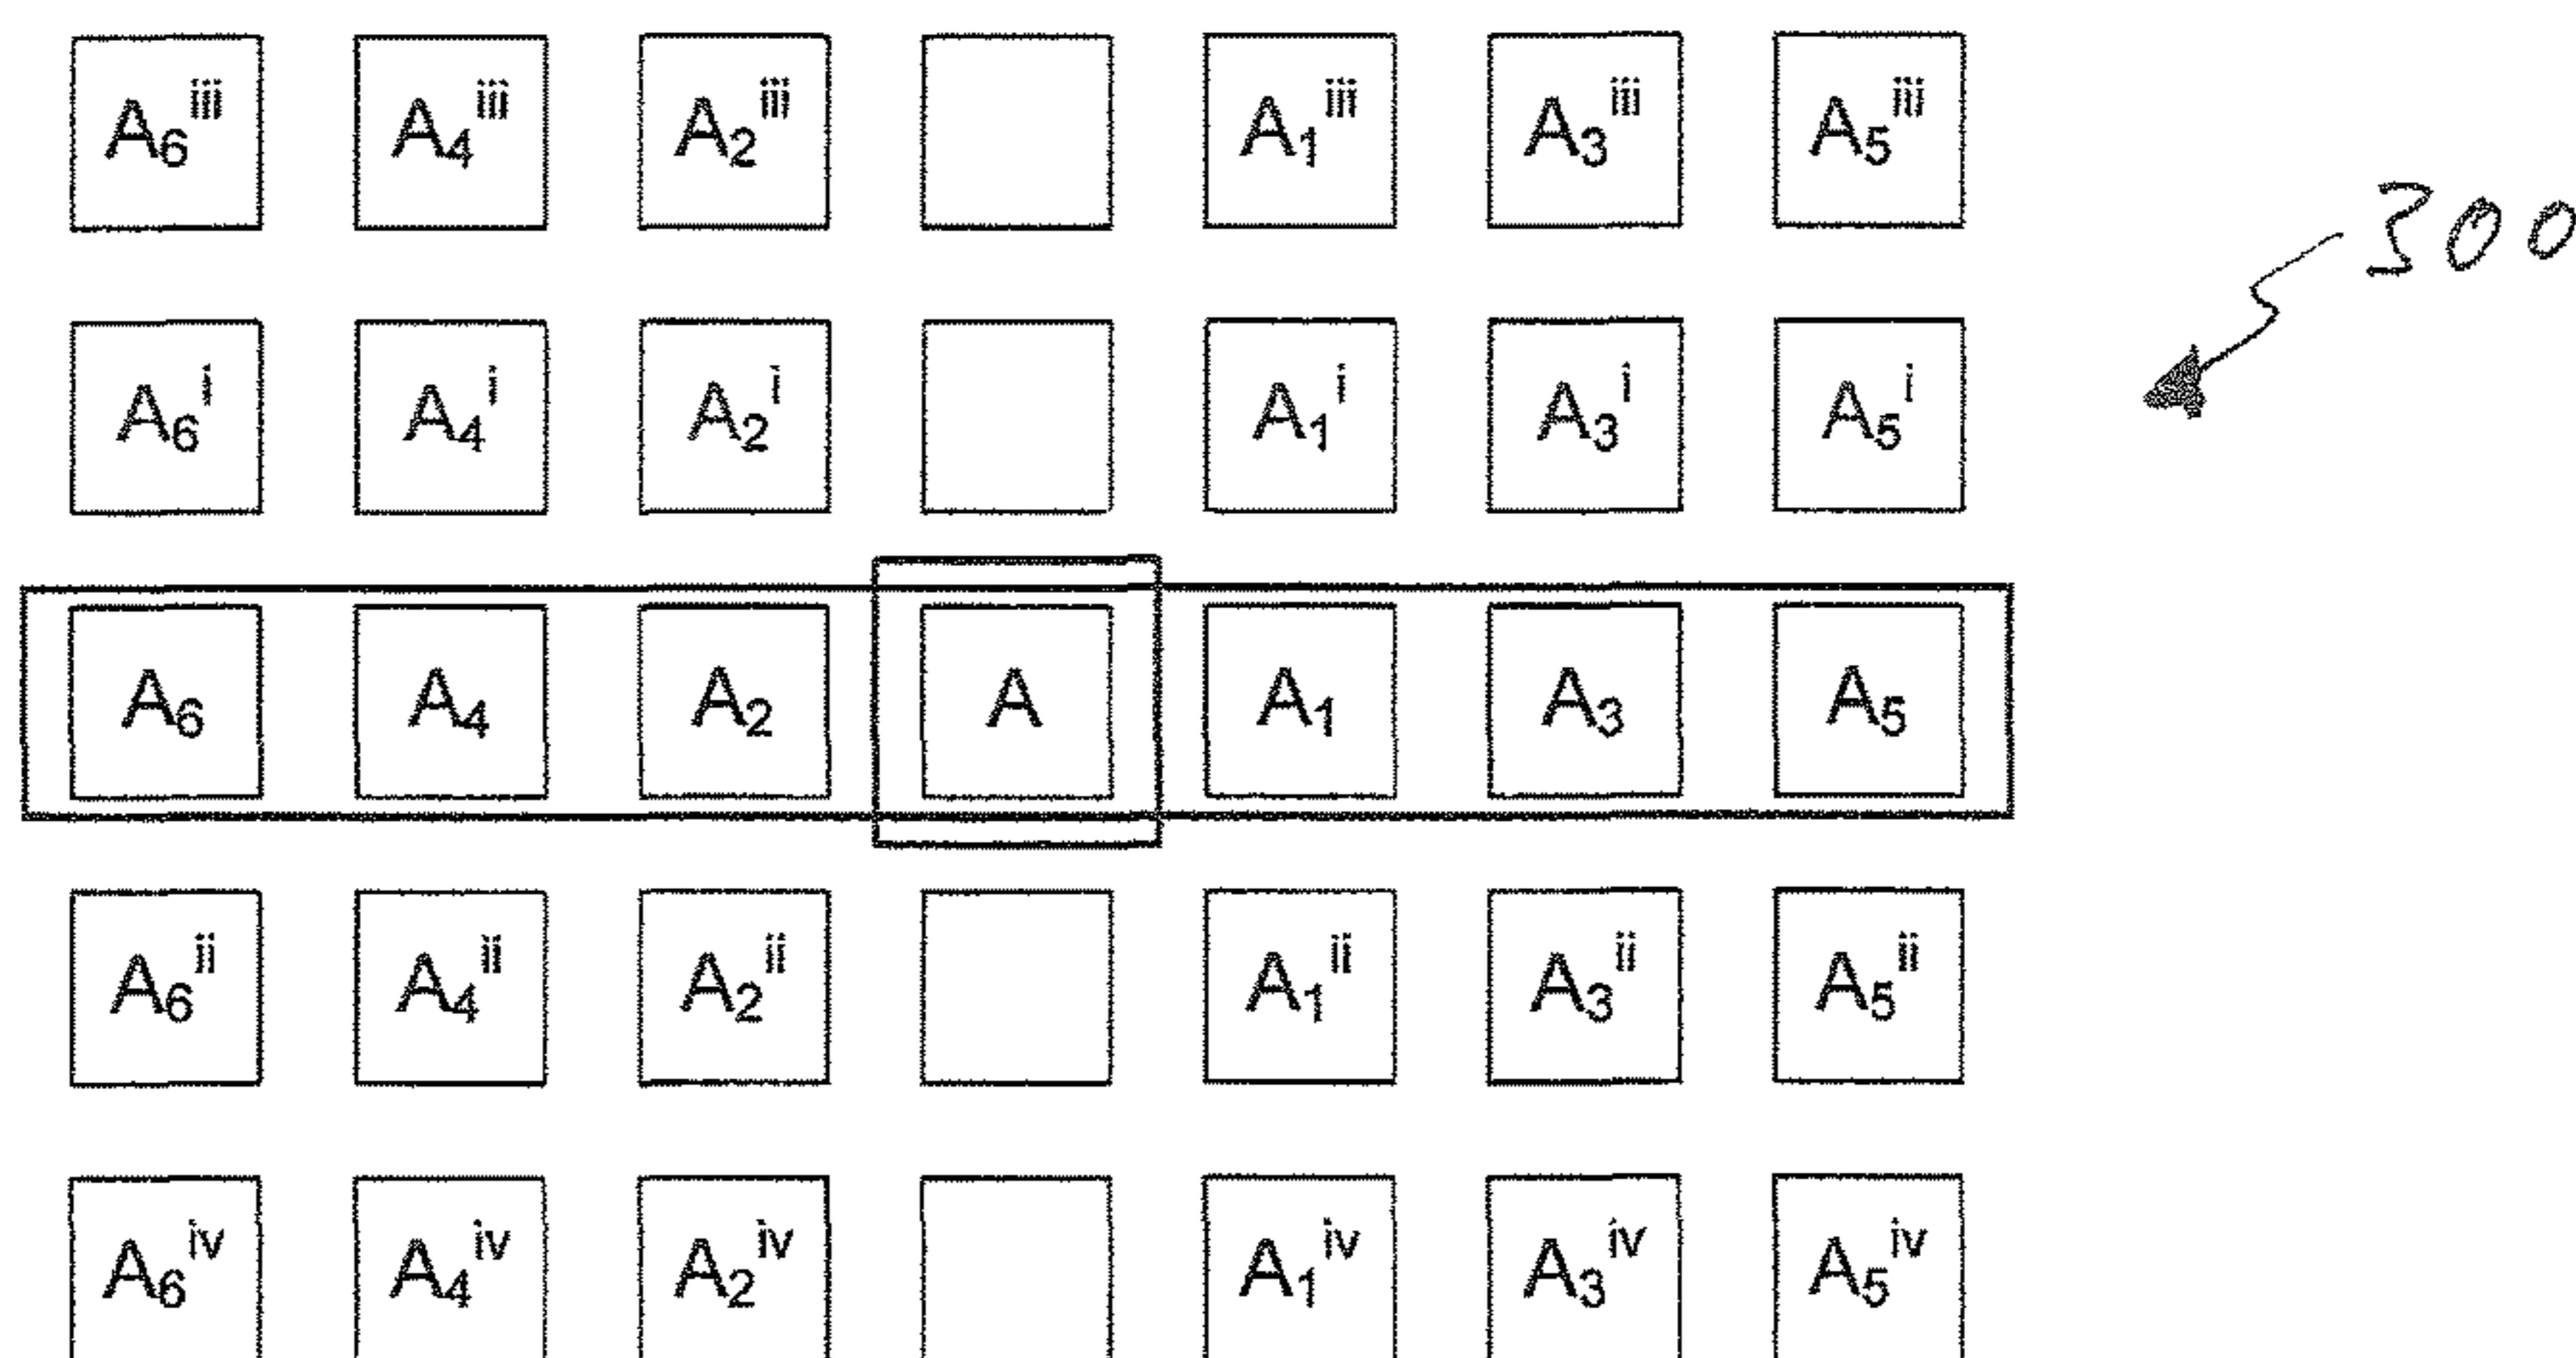 A₆ⁱⁱⁱ A₄ⁱⁱⁱ A₂ⁱⁱⁱ A₁ⁱⁱⁱ A₃ⁱⁱⁱ A₅ⁱⁱⁱ
300
A₆ⁱ A₄ⁱ A₂ⁱ A₁ⁱ A₃ⁱ A₅ⁱ
A₆ A₄ A₂ A A₁ A₃ A₅
A₆ⁱⁱ A₄ⁱⁱ A₂ⁱⁱ A₁ⁱⁱ A₃ⁱⁱ A₅ⁱⁱ
A₆ⁱᵛ A₄ⁱᵛ A₂ⁱᵛ A₁ⁱᵛ A₃ⁱᵛ A₅ⁱᵛ